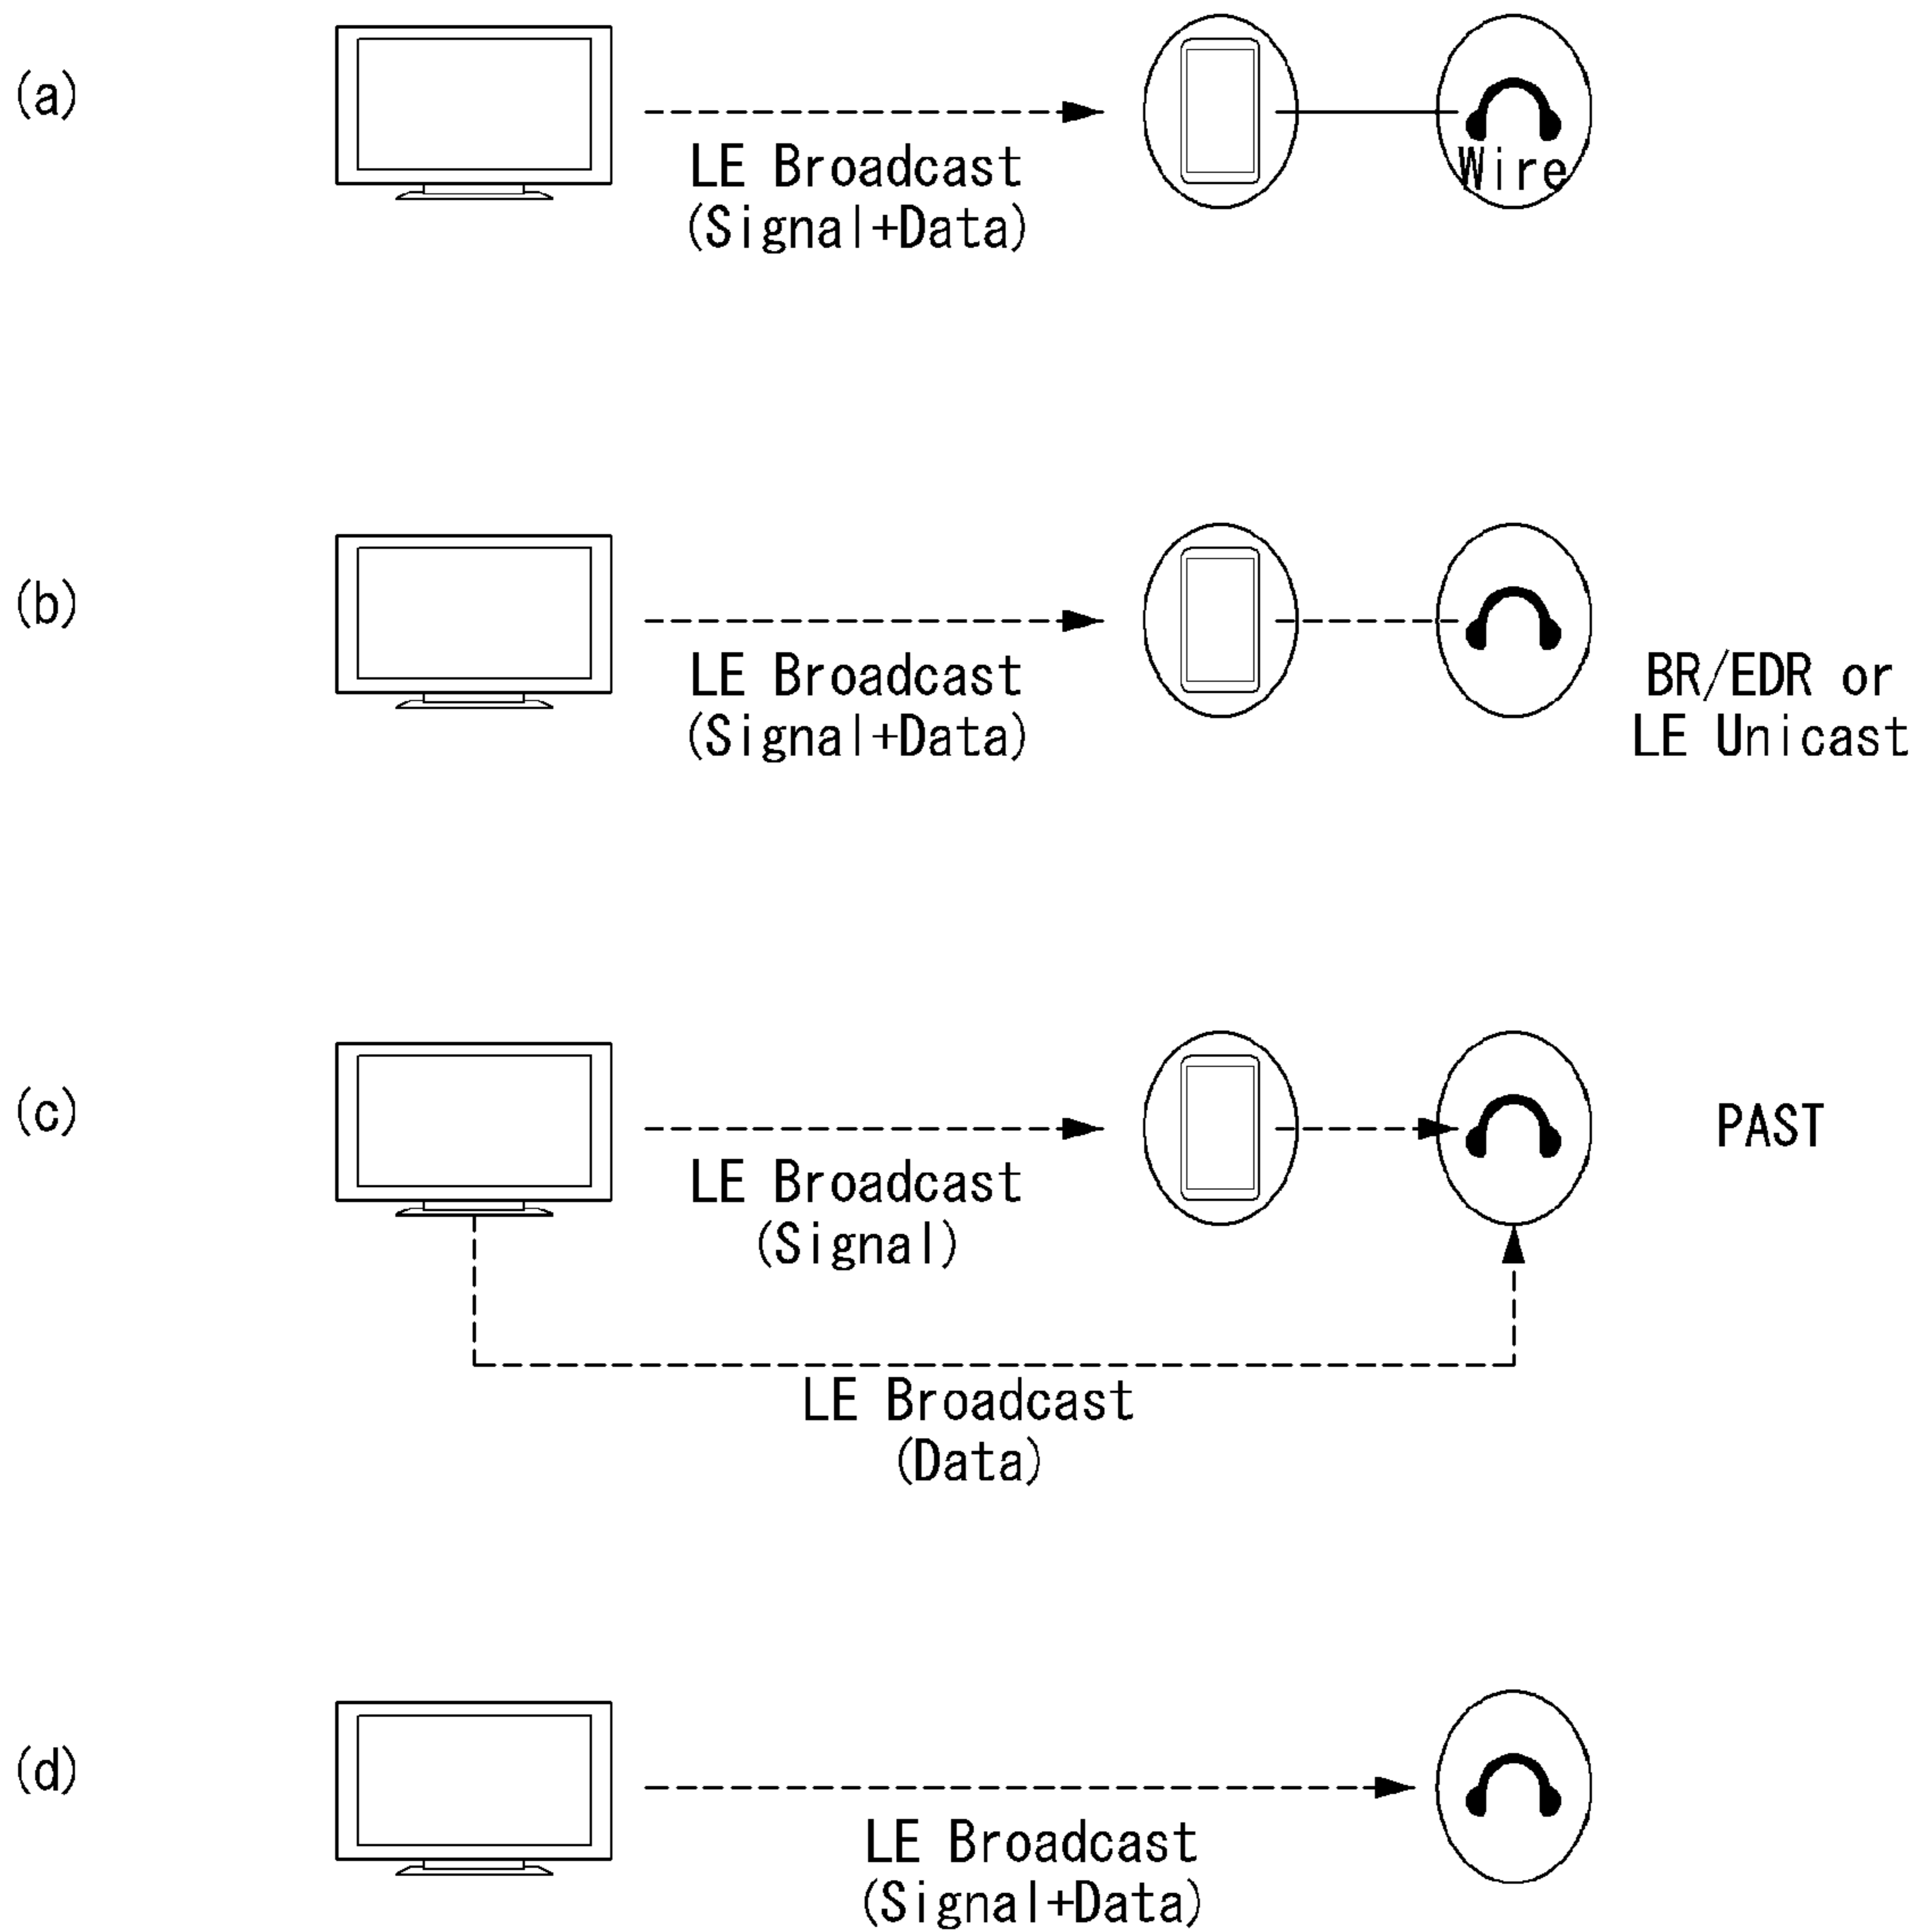 (a)
LE Broadcast
(Signal+Data)
Wire
(b)
LE Broadcast
(Signal+Data)
BR/EDR or
LE Unicast
(c)
LE Broadcast
(Signal)
PAST
LE Broadcast
(Data)
(d)
LE Broadcast
(Signal+Data)